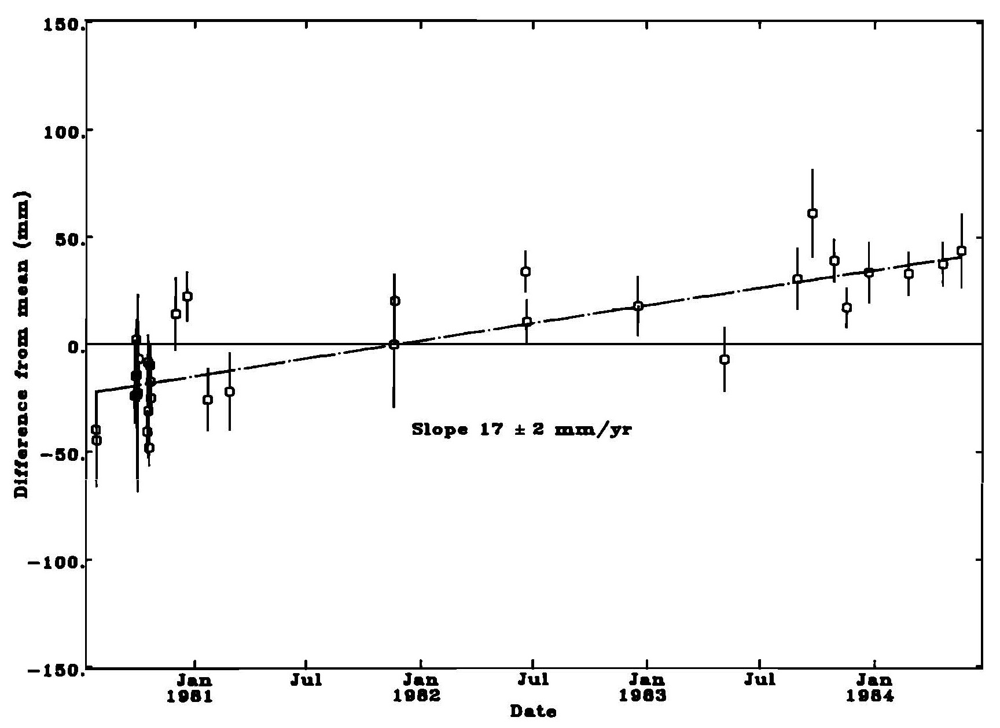 150.
100.
50.
0.
-50.
-100.
-150.
Difference from mean (mm)
Slope 17 ± 2 mm/yr
Jan Jul Jan Jul Jan Jul Jan
1981 1982 1983 1984
Date